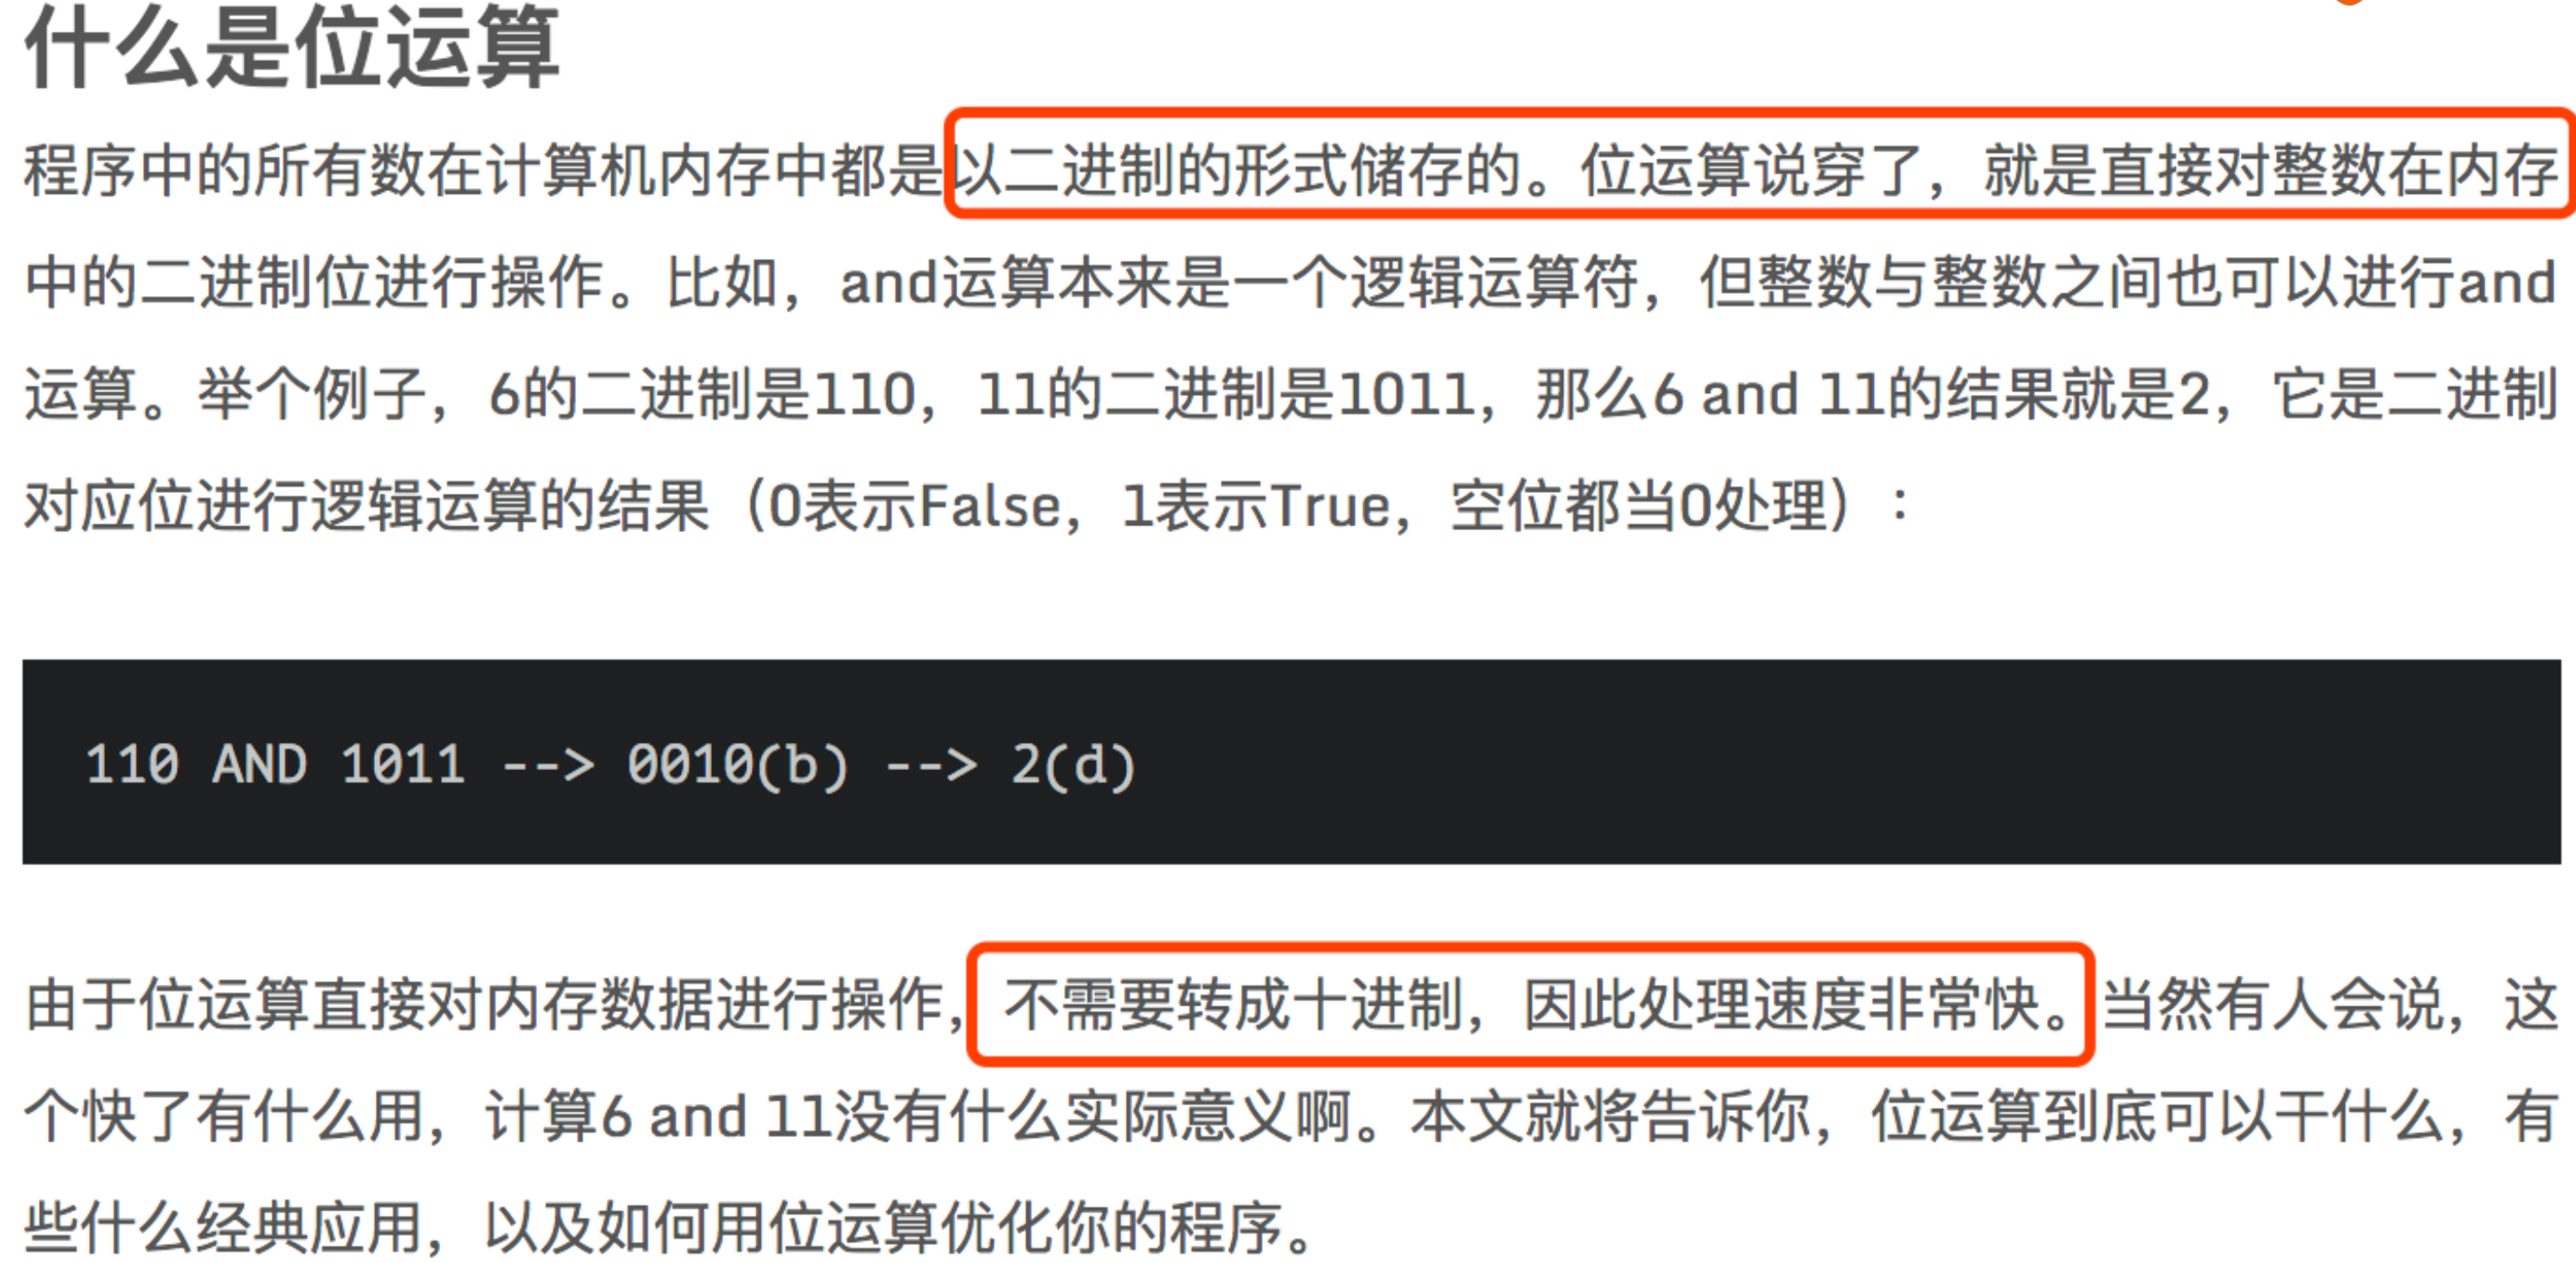 什么是位运算
程序中的所有数在计算机内存中都是以二进制的形式储存的。位运算说穿了，就是直接对整数在内存
中的二进制位进行操作。比如，and运算本来是一个逻辑运算符，但整数与整数之间也可以进行and
运算。举个例子，6的二进制是110，11的二进制是1011，那么6 and 11的结果就是2，它是二进制
对应位进行逻辑运算的结果（0表示False，1表示True，空位都当0处理）：
110 AND 1011 --> 0010(b) --> 2(d)
由于位运算直接对内存数据进行操作，不需要转成十进制，因此处理速度非常快。当然有人会说，这
个快了有什么用，计算6 and 11没有什么实际意义啊。本文就将告诉你，位运算到底可以干什么，有
些什么经典应用，以及如何用位运算优化你的程序。